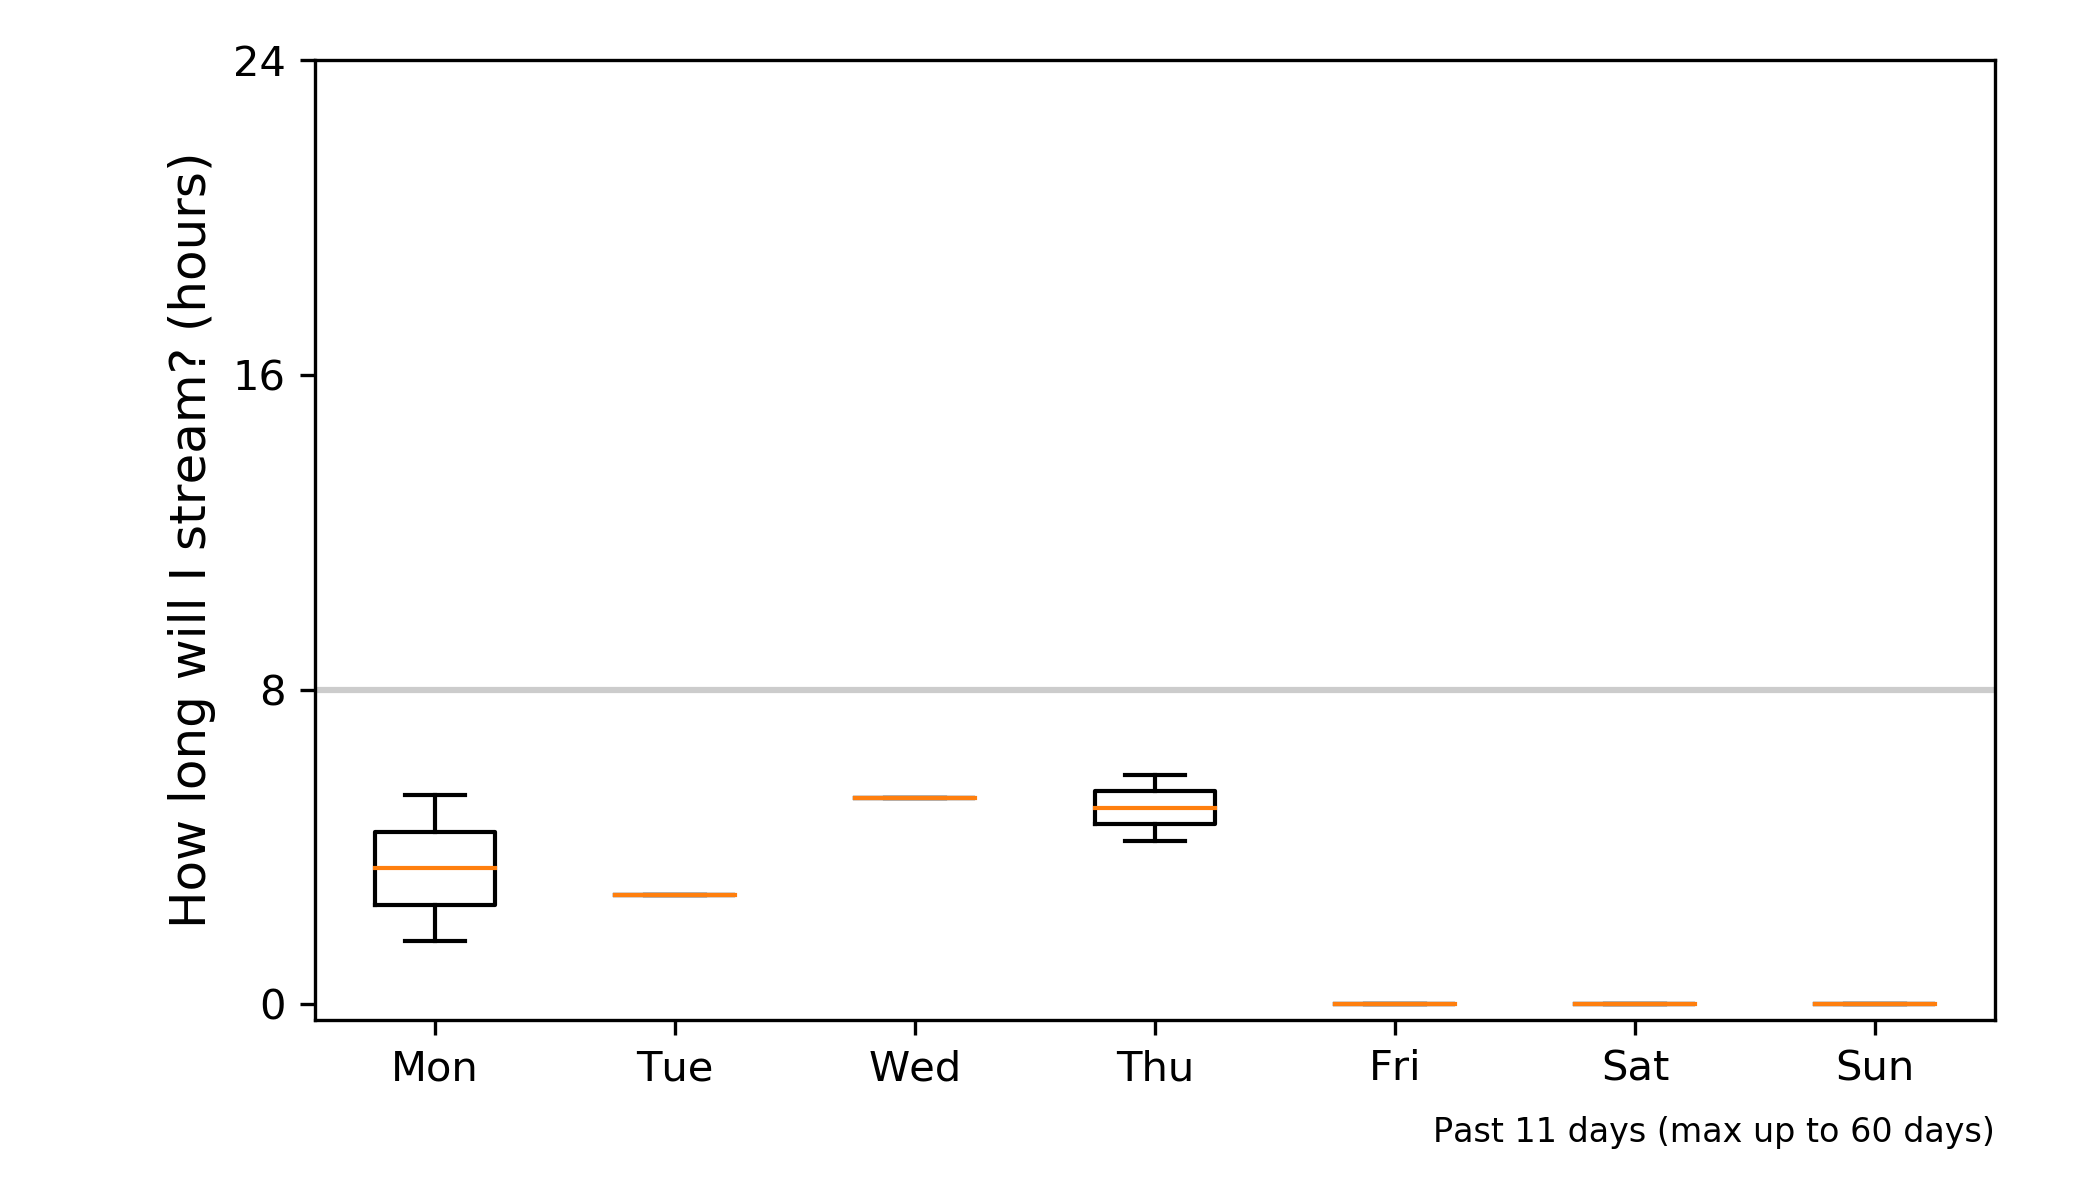 How long will I stream? (hours)
24
16
8
0
Mon Tue Wed Thu Fri Sat Sun
Past 11 days (max up to 60 days)